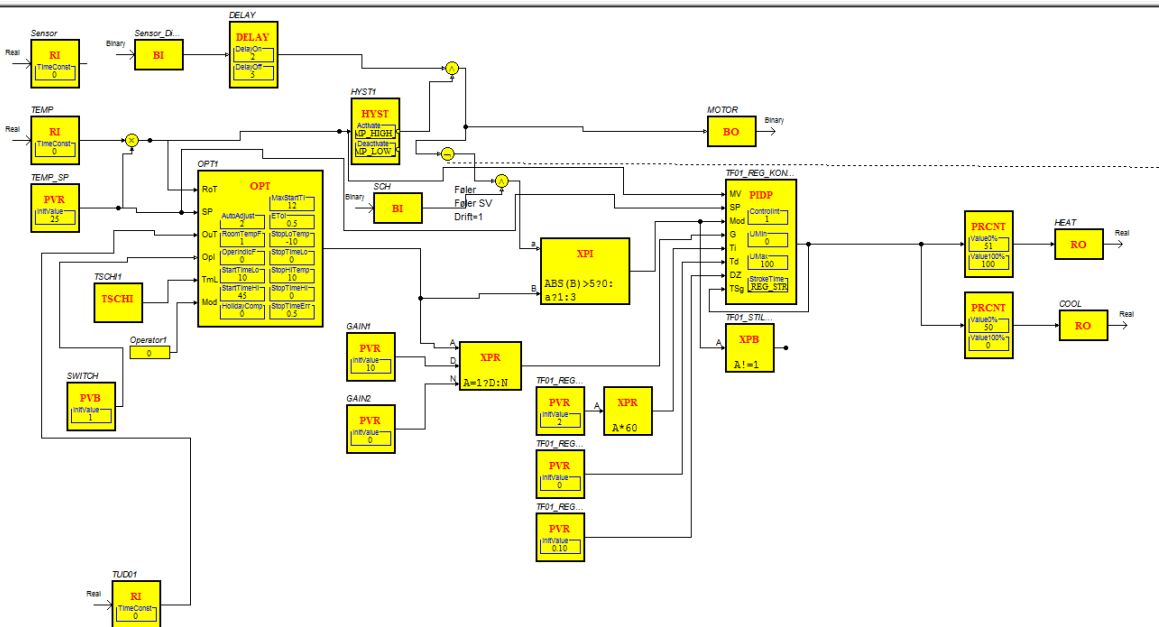 DELAY
Sensor
Sensor_Di...
Real
RI
TimeConst
0
Binary
BI
DELAY
DelayOn
2
DelayOff
5
TEMP
Real
RI
TimeConst
0
HYST1
HYST
Activate
MP_HIGH
Deactivate
MP_LOW_
MOTOR
BO
Binary
TEMP_SP
PVR
InitValue
25
OPT1
OPT
RoT
SP
OuT
OpI
TmL
Mod
MaxStartTi
12
AutoAdjust
2
ETol
0.5
RoomTempF
1
StopLoTemp
-10
OperIndicF
0
StopTimeLo
0
StartTimeLo
10
StopHiTemp
10
StartTimeHi
45
StopTimeHi
0
HolidayComp
0
StopTimeErr
0.5
SCH
Binary
BI
Føler
Føler SV
Drift=1
TF01_REG_KON...
PIDP
MV
SP
Mod
G
Ti
Td
DZ
TSg
ControlInt
1
UMin
0
UMax
100
StrokeTime
_REG_STR
a
B
XPI
ABS(B)>5?0:
a?1:3
PRCNT
Value0%
51
Value100%
100
HEAT
RO
Real
TSCHI1
TSCHI
Operator1
0
PRCNT
Value0%
50
Value100%
0
COOL
RO
Real
GAIN1
PVR
InitValue
10
A
D
N
XPR
A=1?D:N
TF01_STIL...
A
XPB
A!=1
SWITCH
PVB
InitValue
1
GAIN2
PVR
InitValue
0
TF01_REG...
PVR
InitValue
2
A
XPR
A*60
TF01_REG...
PVR
InitValue
0
TF01_REG...
PVR
InitValue
0.10
TUD01
Real
RI
TimeConst
0